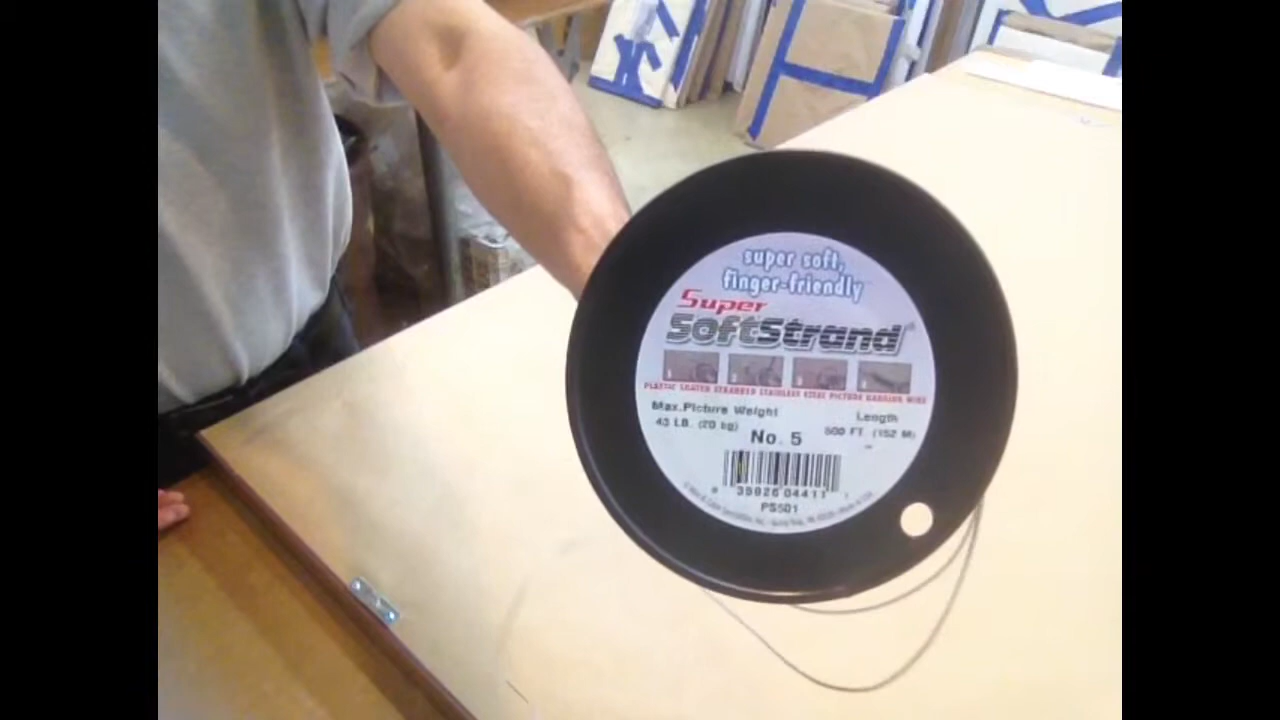 super soft,
finger-friendly
Super
SoftStrand®
PLASTIC COATED STRANDED STAINLESS STEEL PICTURE HANGING WIRE
Max. Picture Weight
43 LB. (20 kg)
Length
500 FT. (152 M)
No. 5
35926 04411
PS501